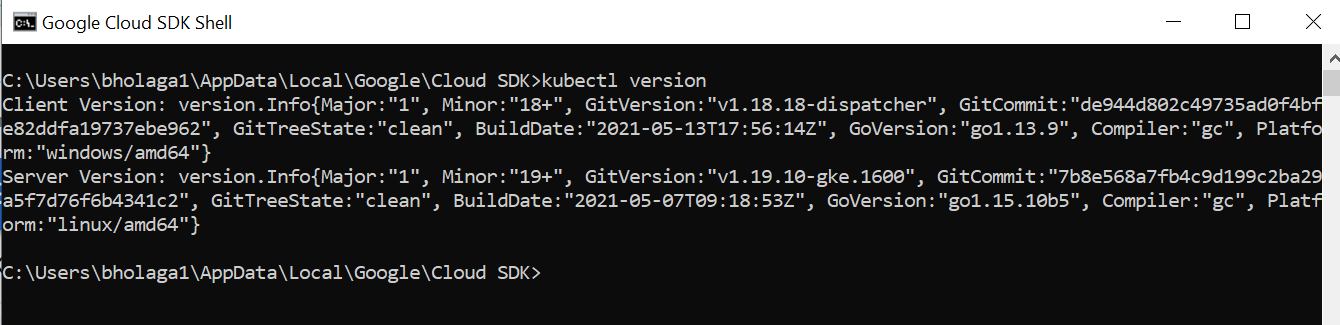 Google Cloud SDK Shell
C:\Users\bholaga1\AppData\Local\Google\Cloud SDK>kubectl version
Client Version: version.Info{Major:"1", Minor:"18+", GitVersion:"v1.18.18-dispatcher", GitCommit:"de944d802c49735ad0f4bf
e82ddfa19737ebe962", GitTreeState:"clean", BuildDate:"2021-05-13T17:56:14Z", GoVersion:"go1.13.9", Compiler:"gc", Platfo
rm:"windows/amd64"}
Server Version: version.Info{Major:"1", Minor:"19+", GitVersion:"v1.19.10-gke.1600", GitCommit:"7b8e568a7fb4c9d199c2ba29
a5f7d76f6b4341c2", GitTreeState:"clean", BuildDate:"2021-05-07T09:18:53Z", GoVersion:"go1.15.10b5", Compiler:"gc", Platf
orm:"linux/amd64"}
C:\Users\bholaga1\AppData\Local\Google\Cloud SDK>